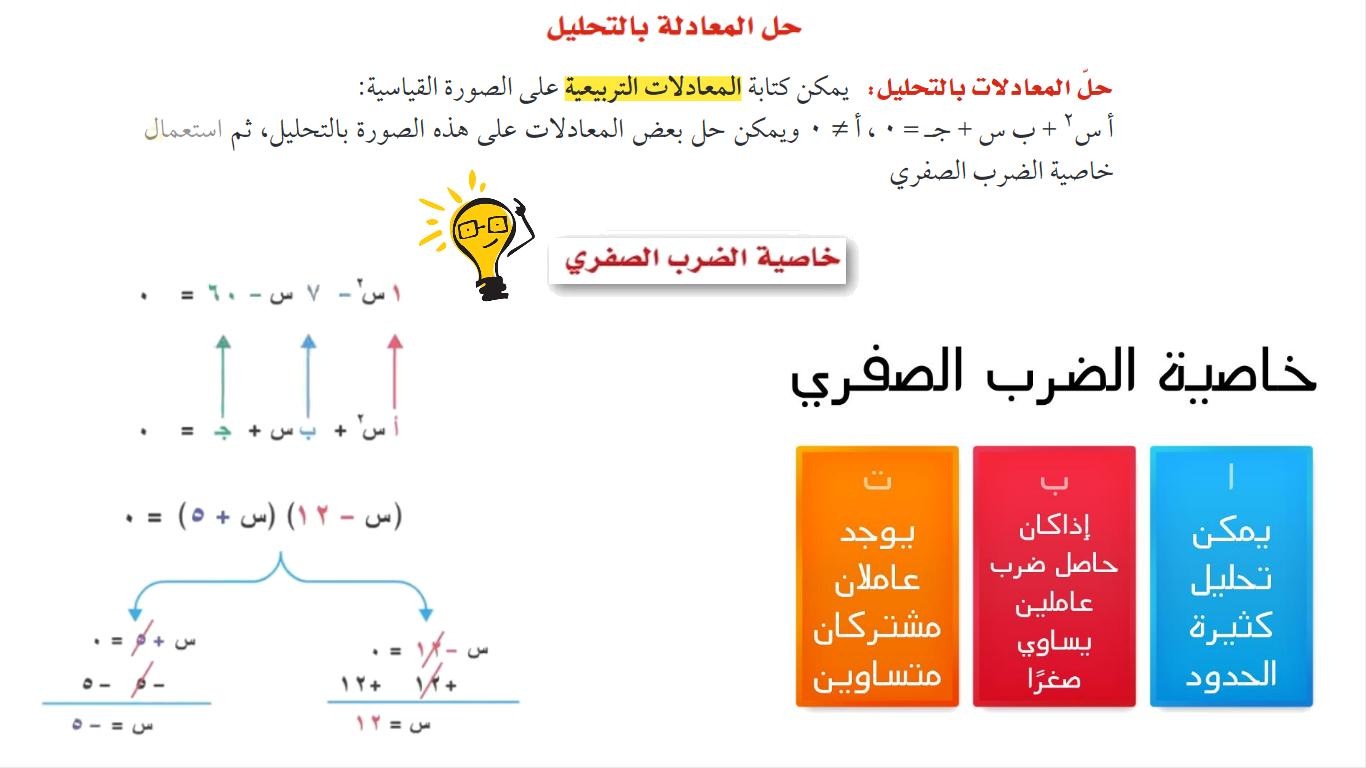 حل المعادلة بالتحليل
حلّ المعادلات بالتحليل: يمكن كتابة المعادلات التربيعية على الصورة القياسية:
أ س٢ + ب س + جـ = ٠ ، أ ≠ ٠ ويمكن حل بعض المعادلات على هذه الصورة بالتحليل، ثم استعمال
خاصية الضرب الصفري
خاصية الضرب الصفري
١ س٢ – ٧ س – ٦٠ = ٠
أ س٢ + ب س + جـ = ٠
(س – ١٢) (س + ٥) = ٠
س – ١٢ = ٠
+ ١٢ +١٢
س = ١٢
س + ٥ = ٠
– ٥ – ٥
س = – ٥
خاصية الضرب الصفري
ا
يمكن
تحليل
كثيرة
الحدود
ب
إذاكان
حاصل ضرب
عاملين
يساوي
صغرًا
ت
يوجد
عاملان
مشتركان
متساوين